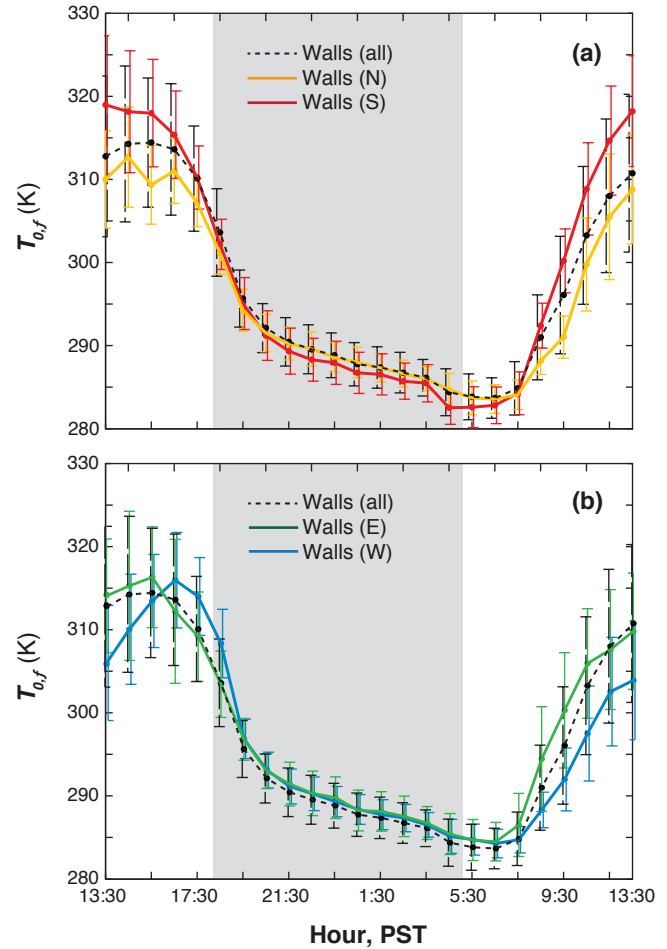 330
320
310
300
290
280
T0,f (K)
(a)
Walls (all)
Walls (N)
Walls (S)
330
320
310
300
290
280
T0,f (K)
(b)
Walls (all)
Walls (E)
Walls (W)
13:30 17:30 21:30 1:30 5:30 9:30 13:30
Hour, PST